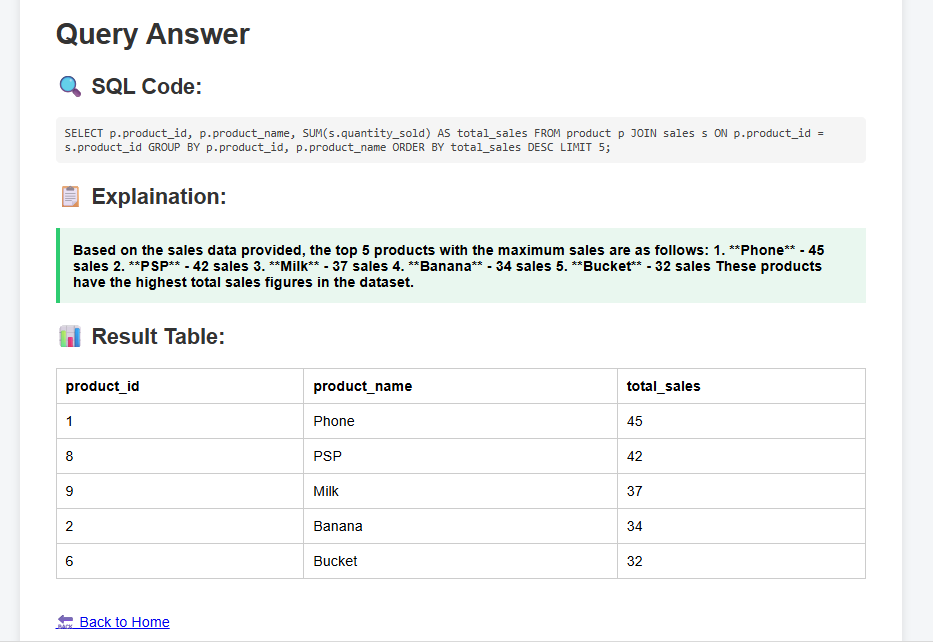 Query Answer
SQL Code:
SELECT p.product_id, p.product_name, SUM(s.quantity_sold) AS total_sales FROM product p JOIN sales s ON p.product_id =
s.product_id GROUP BY p.product_id, p.product_name ORDER BY total_sales DESC LIMIT 5;
Explaination:
Based on the sales data provided, the top 5 products with the maximum sales are as follows: 1. **Phone** - 45
sales 2. **PSP** - 42 sales 3. **Milk** - 37 sales 4. **Banana** - 34 sales 5. **Bucket** - 32 sales These products
have the highest total sales figures in the dataset.
Result Table:
product_id product_name total_sales
1 Phone 45
8 PSP 42
9 Milk 37
2 Banana 34
6 Bucket 32
BACK Back to Home